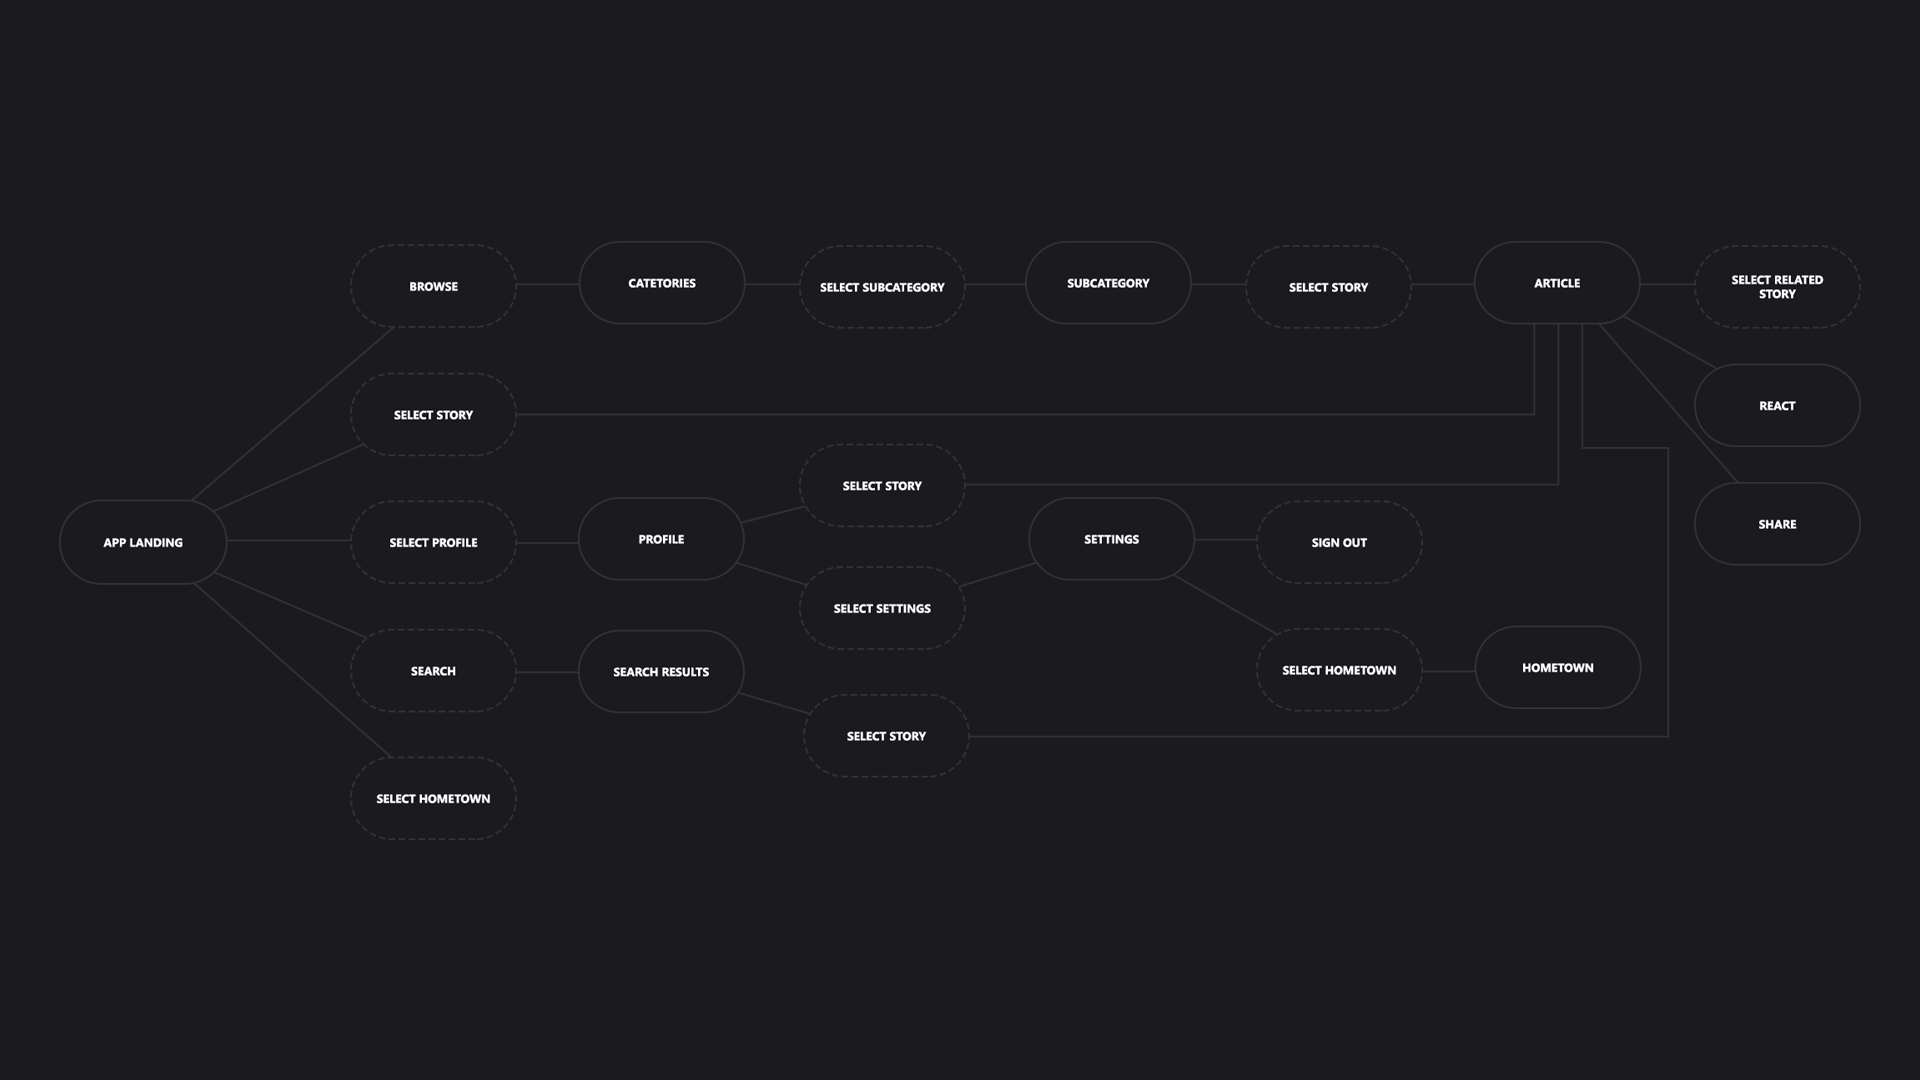 BROWSE
CATETORIES
SELECT SUBCATEGORY
SUBCATEGORY
SELECT STORY
ARTICLE
SELECT RELATED
STORY
SELECT STORY
REACT
SELECT STORY
APP LANDING
SELECT PROFILE
PROFILE
SETTINGS
SIGN OUT
SHARE
SELECT SETTINGS
SEARCH
SEARCH RESULTS
SELECT HOMETOWN
HOMETOWN
SELECT STORY
SELECT HOMETOWN